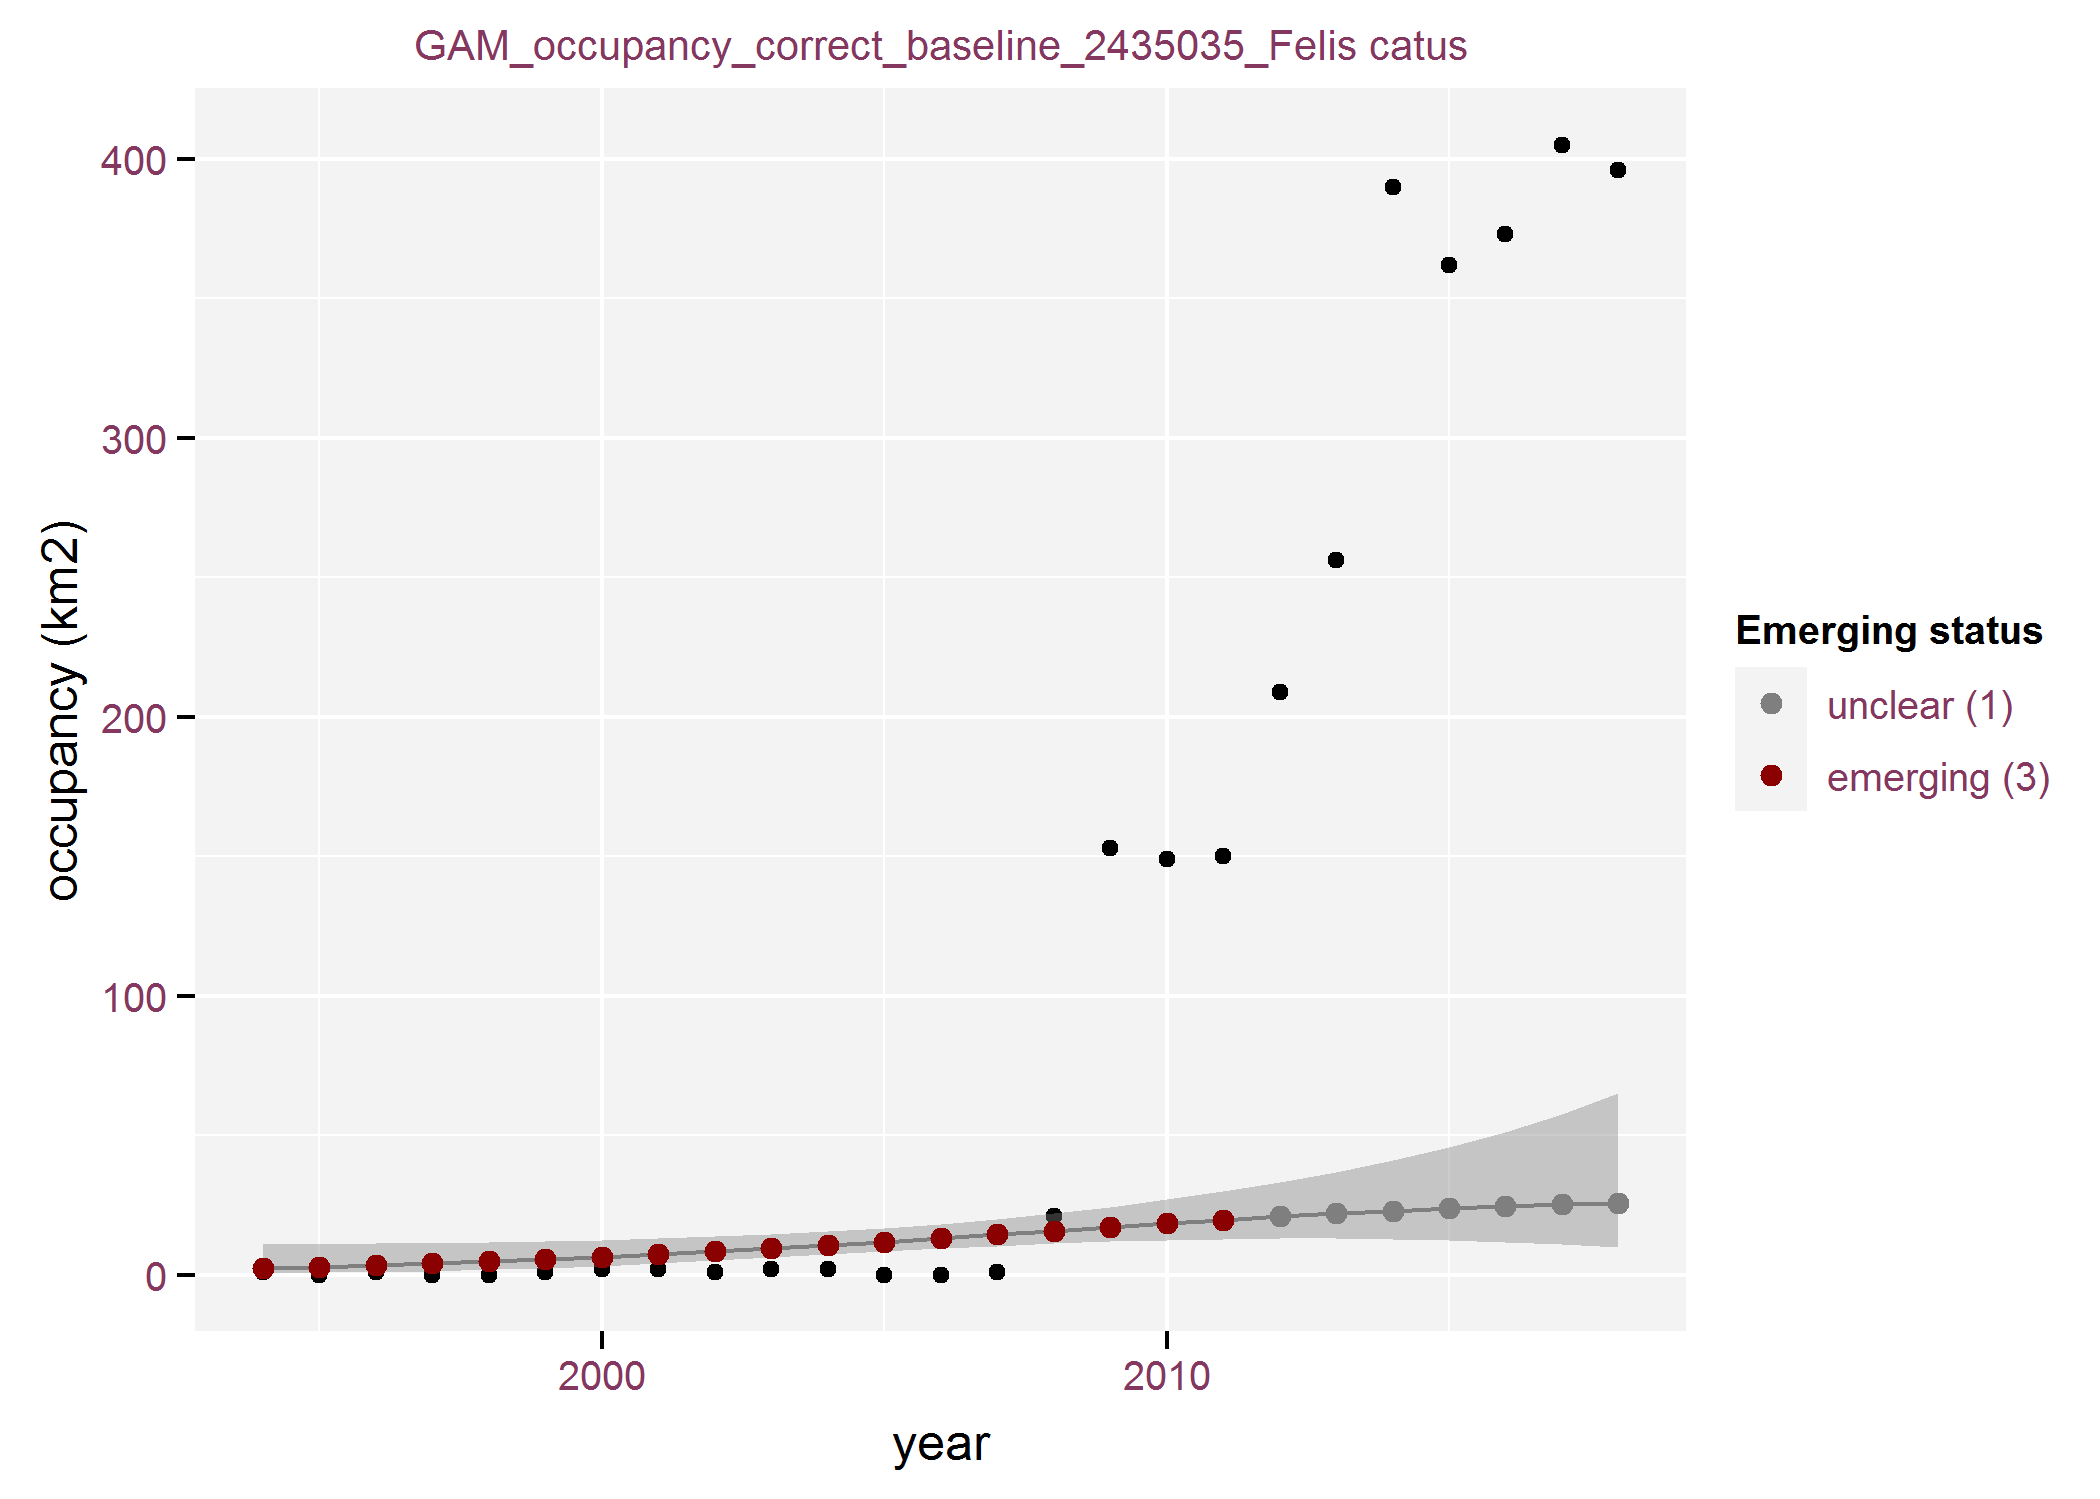 GAM_occupancy_correct_baseline_2435035_Felis catus
400
300
200
100
0
occupancy (km2)
2000
2010
year
Emerging status
unclear (1)
emerging (3)